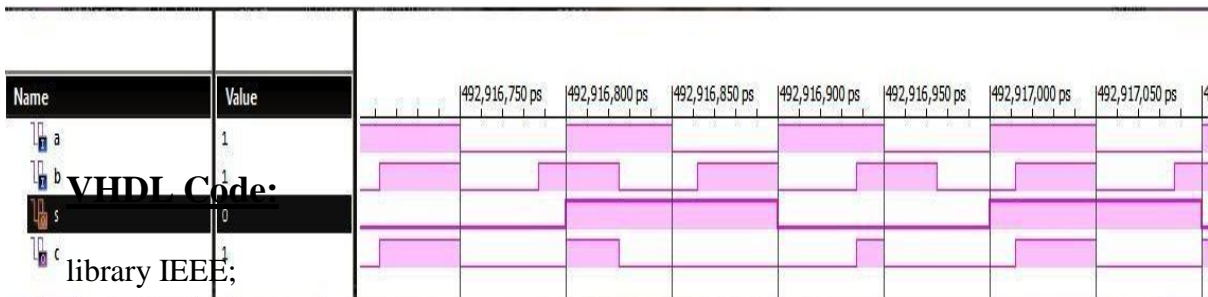 Name Value 492,916,750 ps 492,916,800 ps 492,916,850 ps 492,916,900 ps 492,916,950 ps 492,917,000 ps 492,917,050 ps 4
a 1
b 1
VHDL Code:
s 0
c 1
library IEEE;